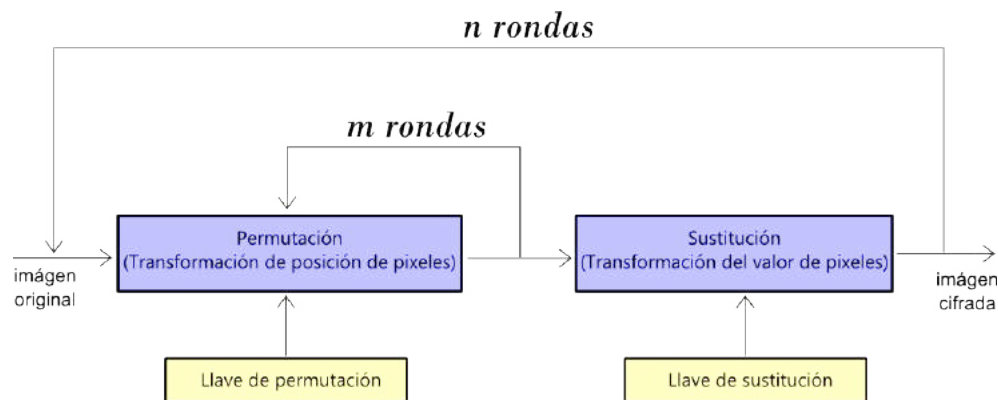 n rondas
m rondas
Permutación
(Transformación de posición de pixeles)
Sustitución
(Transformación del valor de pixeles)
imágen
original
imágen
cifrada
Llave de permutación
Llave de sustitución